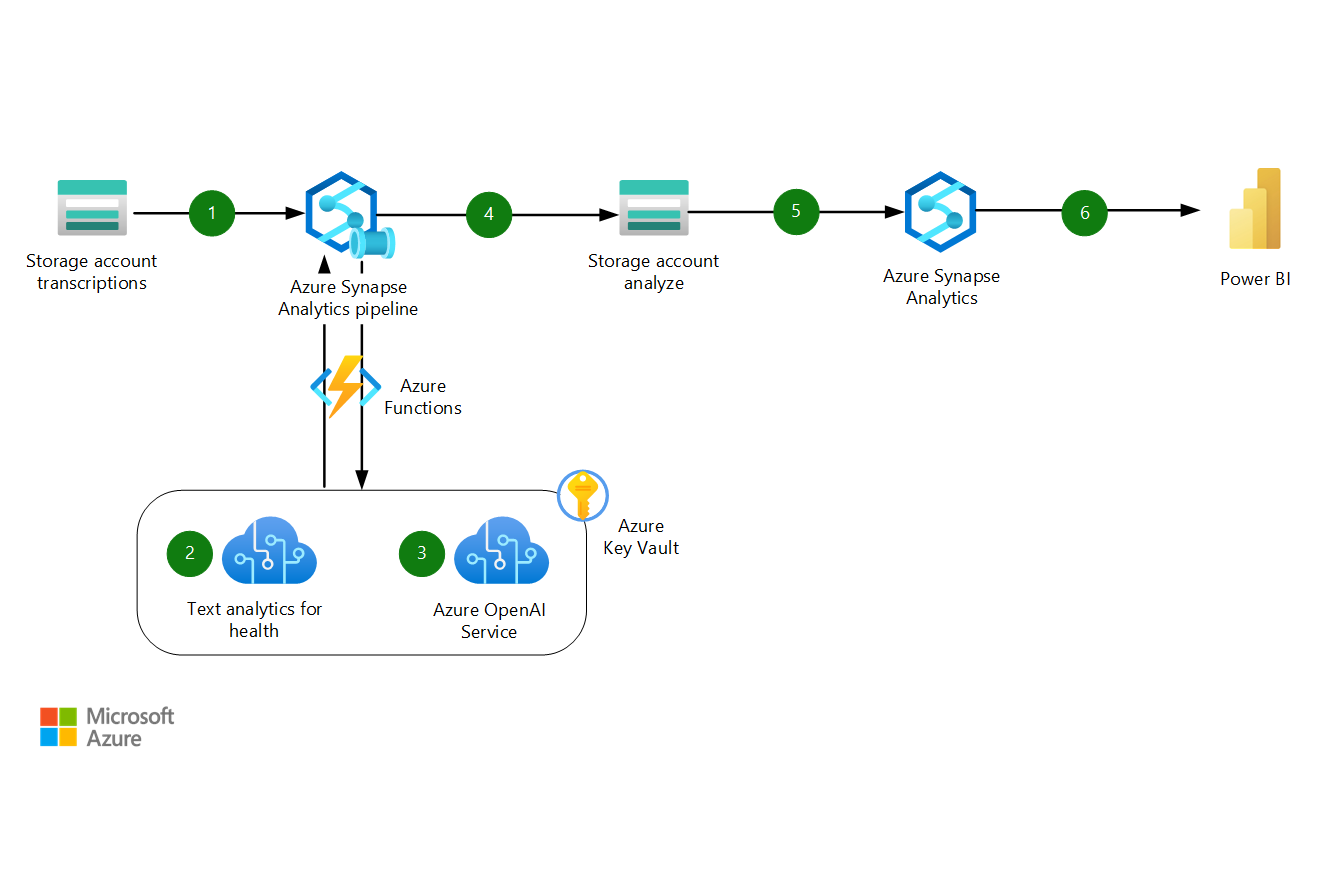 1
4
5
6
Storage account
transcriptions
Azure Synapse
Analytics pipeline
Storage account
analyze
Azure Synapse
Analytics
Power BI
Azure
Functions
Azure
Key Vault
2
3
Text analytics for
health
Azure OpenAI
Service
Microsoft
Azure